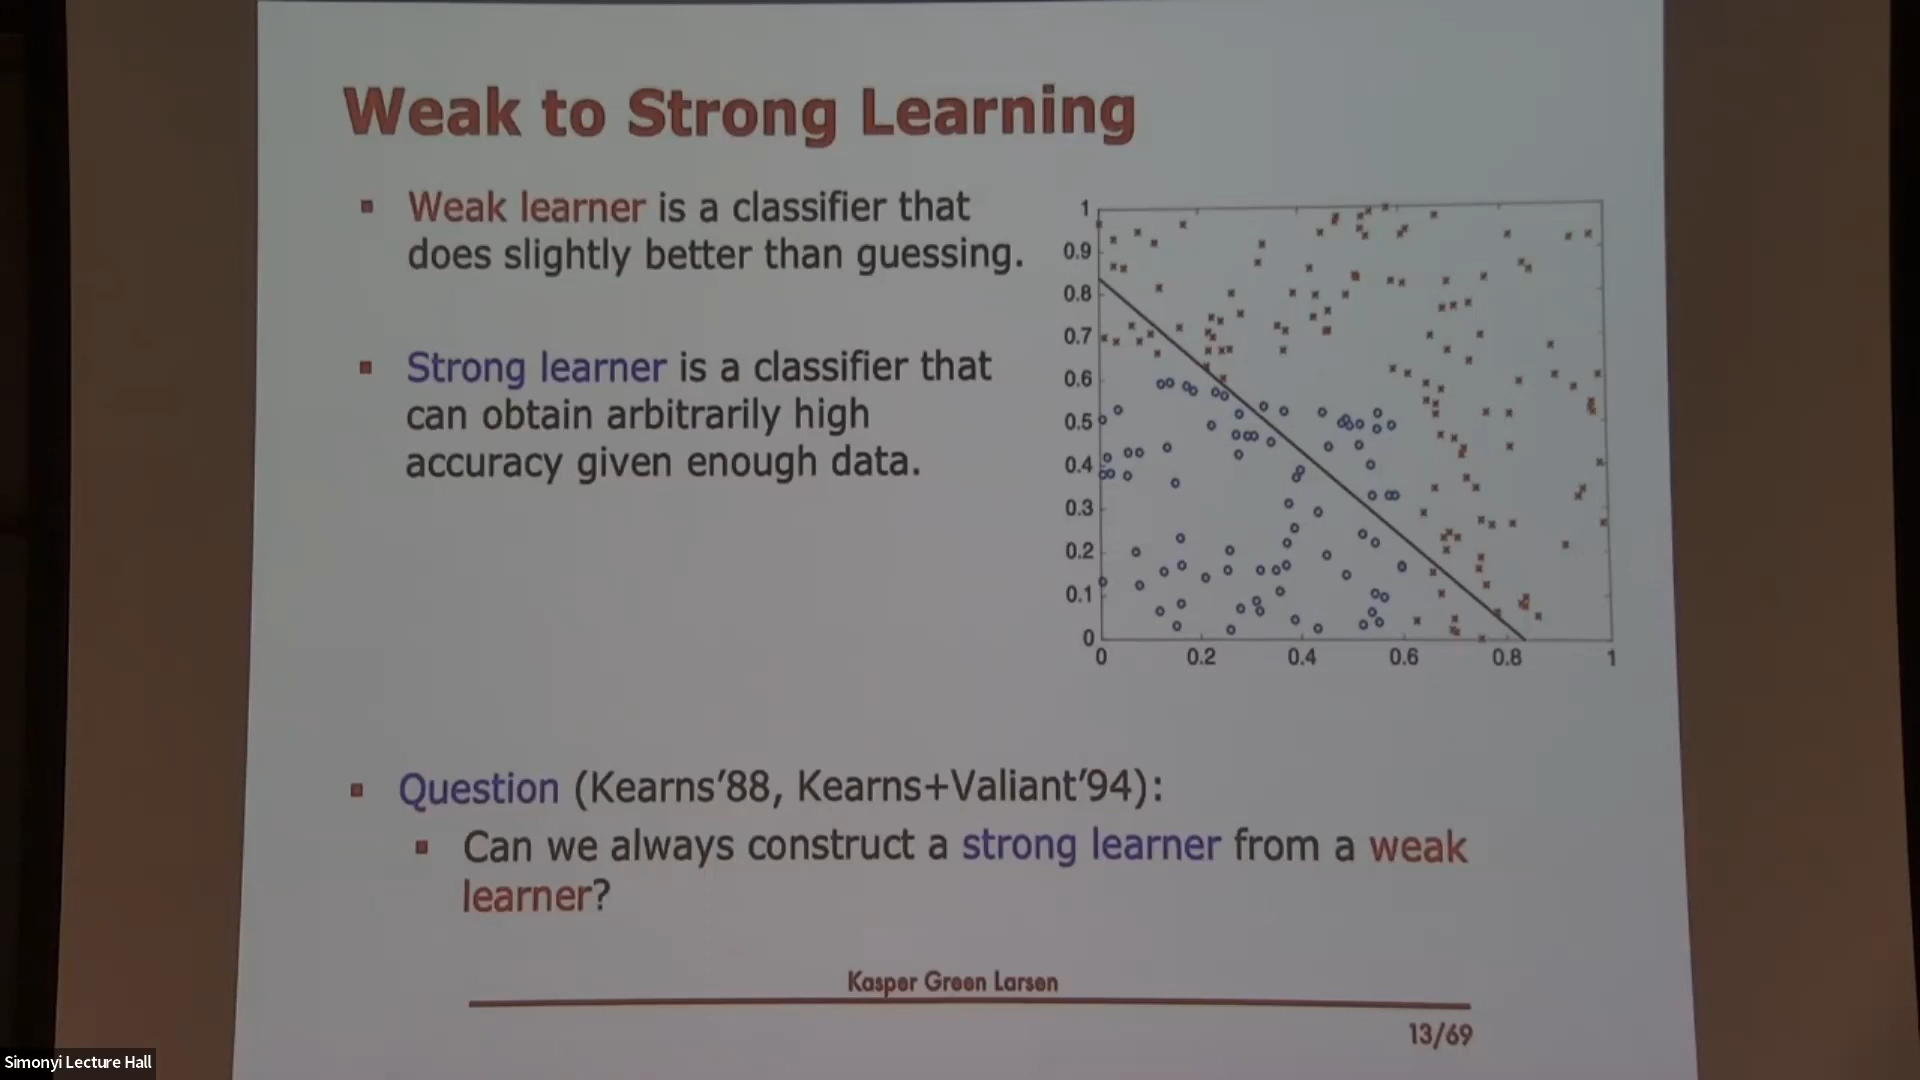 Weak to Strong Learning
Weak learner is a classifier that
does slightly better than guessing.
Strong learner is a classifier that
can obtain arbitrarily high
accuracy given enough data.
1
0.9
0.8
0.7
0.6
0.5
0.4
0.3
0.2
0.1
0
0 0.2 0.4 0.6 0.8 1
Question (Kearns'88, Kearns+Valiant'94):
Can we always construct a strong learner from a weak
learner?
Kasper Green Larsen
13/69
Simonyi Lecture Hall